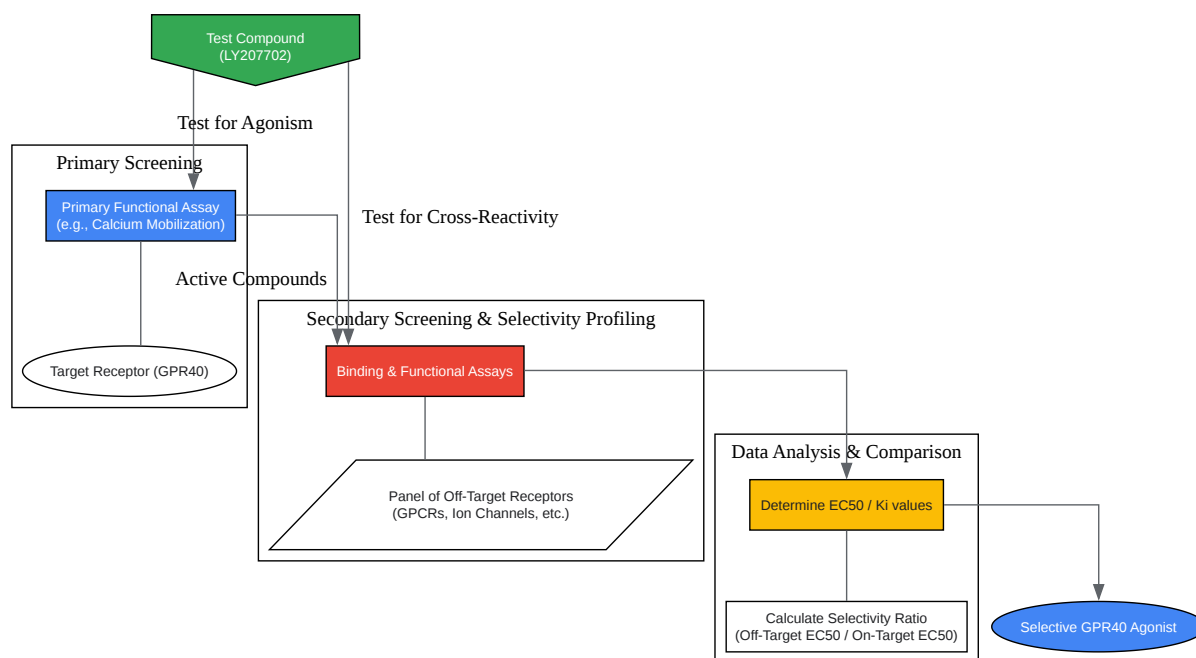 Test Compound
(LY207702)
Test for Agonism
Primary Screening
Primary Functional Assay
(e.g., Calcium Mobilization)
Test for Cross-Reactivity
Active Compounds
Secondary Screening & Selectivity Profiling
Target Receptor (GPR40)
Binding & Functional Assays
Data Analysis & Comparison
Panel of Off-Target Receptors
(GPCRs, Ion Channels, etc.)
Determine EC50 / Ki values
Calculate Selectivity Ratio
(Off-Target EC50 / On-Target EC50)
Selective GPR40 Agonist